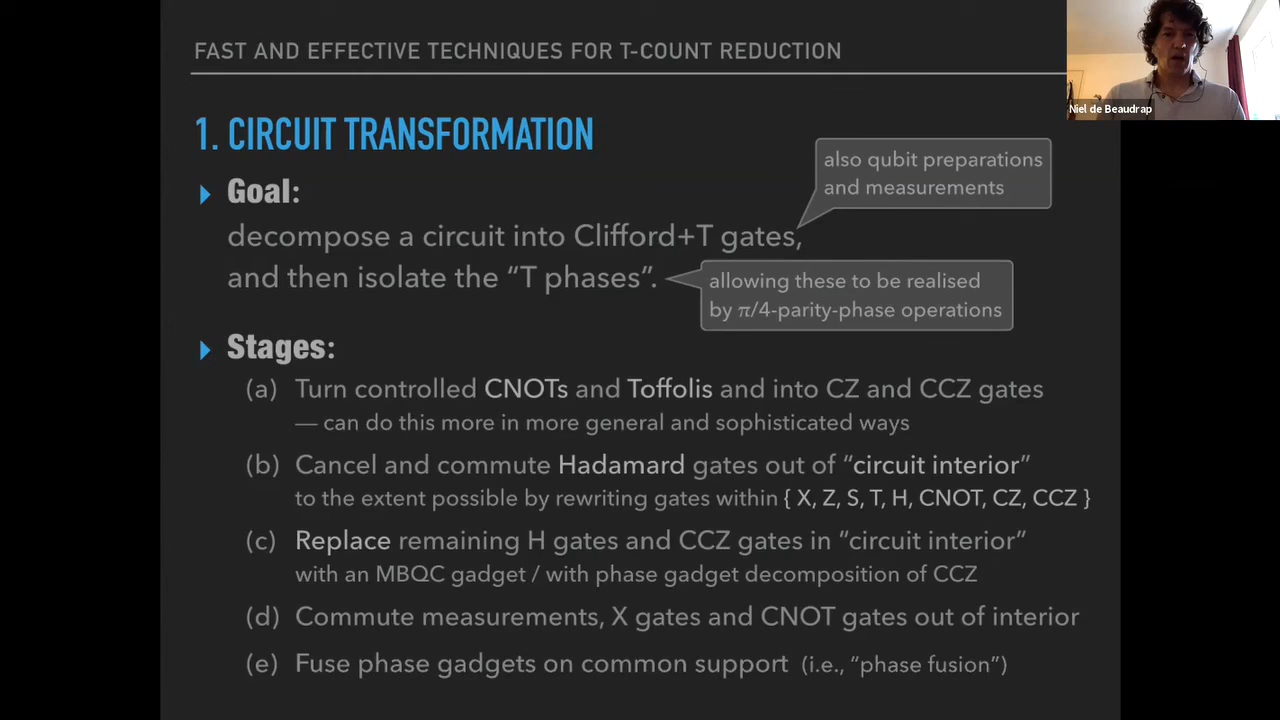 FAST AND EFFECTIVE TECHNIQUES FOR T-COUNT REDUCTION
Niel de Beaudrap
1. CIRCUIT TRANSFORMATION
also qubit preparations
and measurements
Goal:
decompose a circuit into Clifford+T gates,
and then isolate the “T phases”.
allowing these to be realised
by π/4-parity-phase operations
Stages:
(a) Turn controlled CNOTs and Toffolis and into CZ and CCZ gates
— can do this more in more general and sophisticated ways
(b) Cancel and commute Hadamard gates out of “circuit interior”
to the extent possible by rewriting gates within { X, Z, S, T, H, CNOT, CZ, CCZ }
(c) Replace remaining H gates and CCZ gates in “circuit interior”
with an MBQC gadget / with phase gadget decomposition of CCZ
(d) Commute measurements, X gates and CNOT gates out of interior
(e) Fuse phase gadgets on common support (i.e., “phase fusion”)